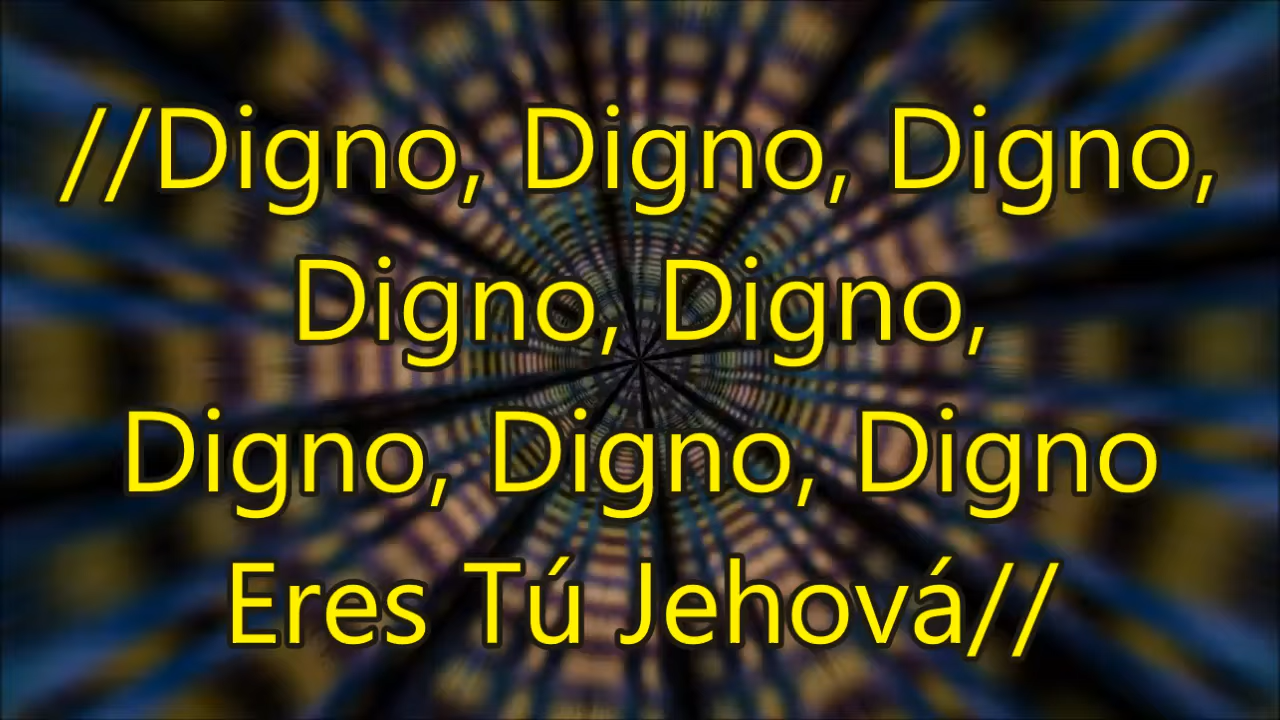 //Digno, Digno, Digno,
Digno, Digno,
Digno, Digno, Digno
Eres Tú Jehová//